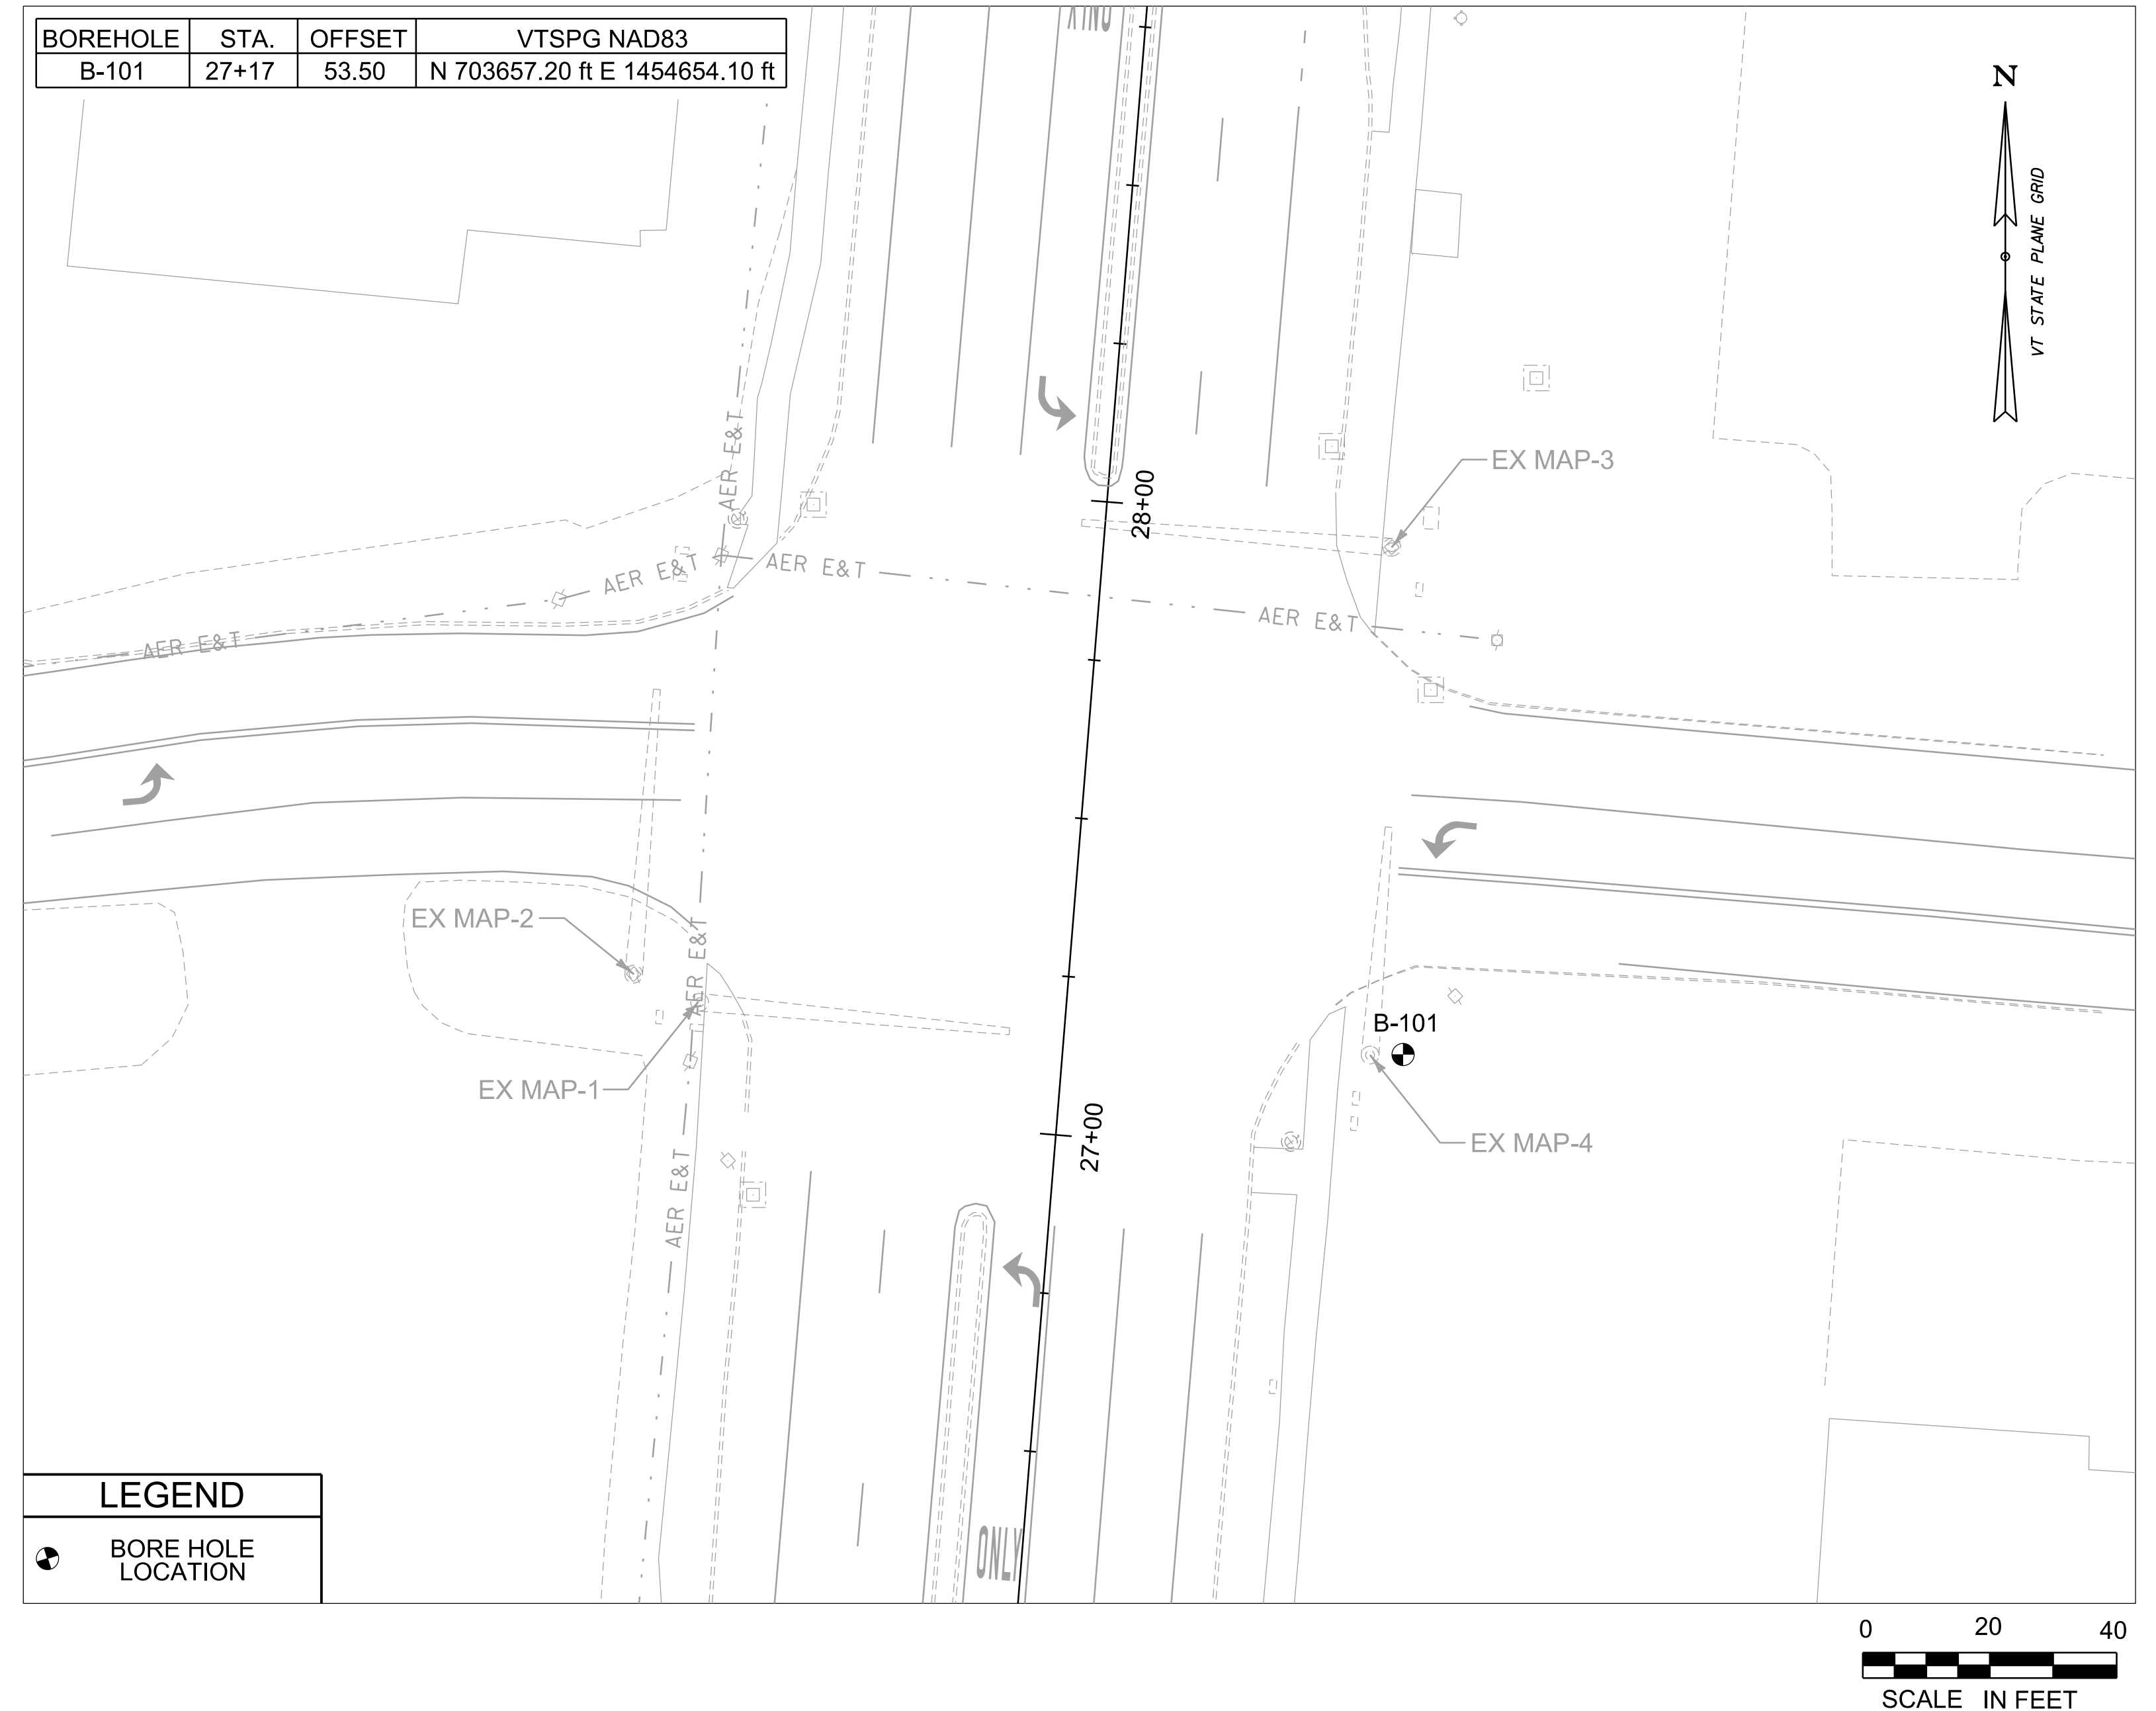 BOREHOLE STA. OFFSET VTSPG NAD83
B-101 27+17 53.50 N 703657.20 ft E 1454654.10 ft
ONLY
N
VT STATE PLANE GRID
AER E&T
EX MAP-3
28+00
AER E&T
AER E&T
AER E&T
AER E&T
EX MAP-2
AER E&T
B-101
EX MAP-1
27+00
EX MAP-4
AER E&T
ONLY
LEGEND
BORE HOLE
LOCATION
0 20 40
SCALE IN FEET